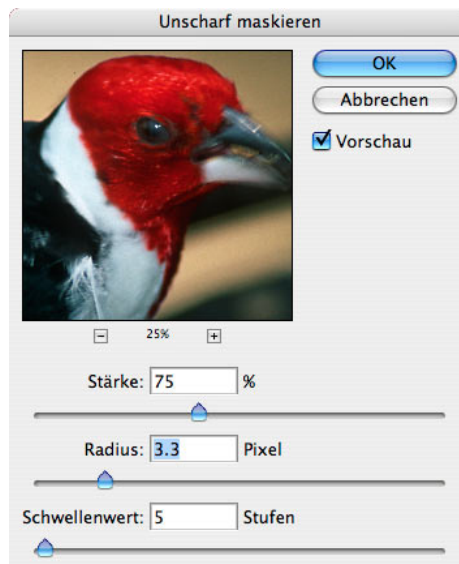 Unscharf maskieren
OK
Abbrechen
Vorschau
25%
Stärke: 75 %
Radius: 3.3 Pixel
Schwellenwert: 5 Stufen